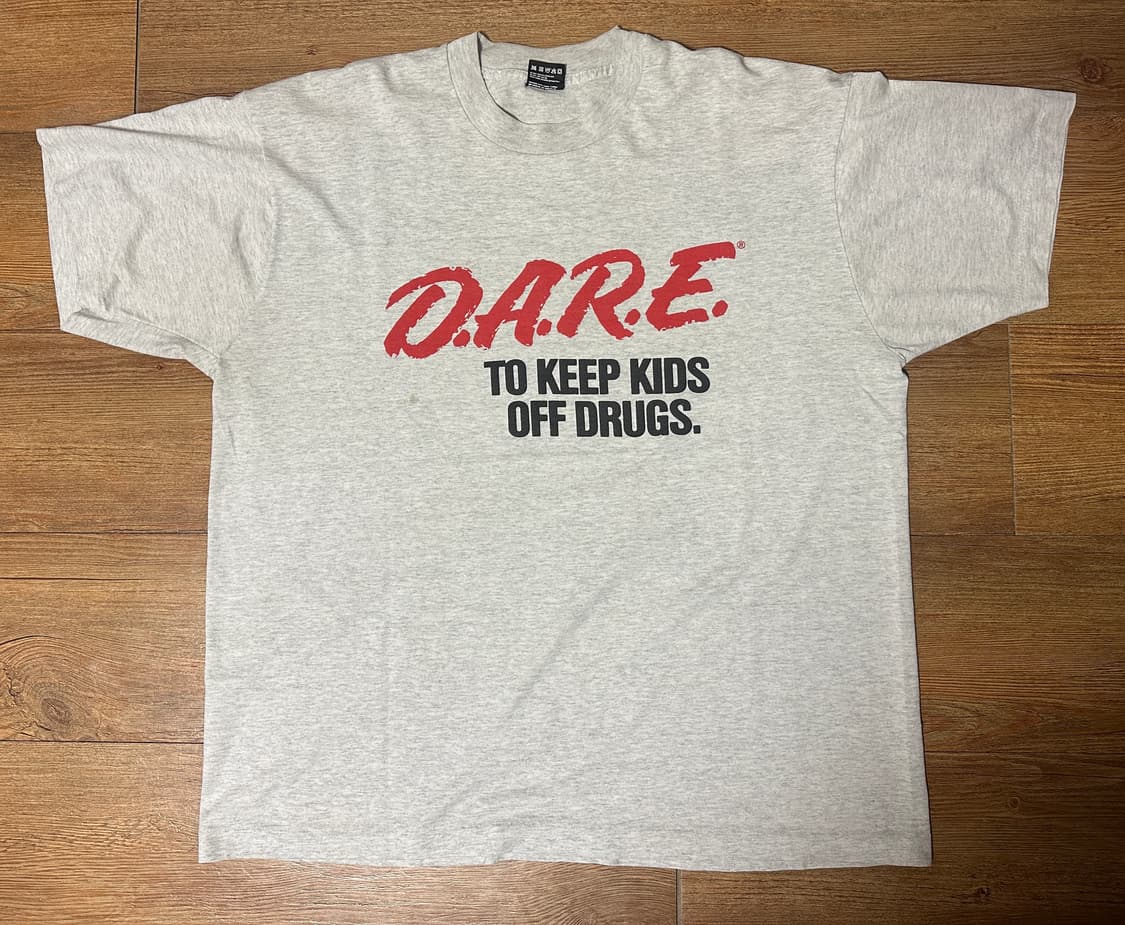 D.A.R.E.®
TO KEEP KIDS
OFF DRUGS.